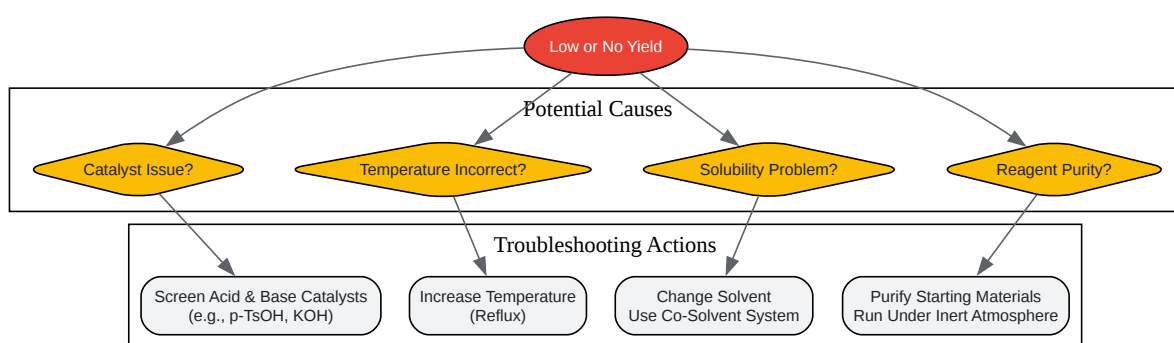 Low or No Yield
Potential Causes
Catalyst Issue?
Temperature Incorrect?
Solubility Problem?
Reagent Purity?
Troubleshooting Actions
Screen Acid & Base Catalysts
(e.g., p-TsOH, KOH)
Increase Temperature
(Reflux)
Change Solvent
Use Co-Solvent System
Purify Starting Materials
Run Under Inert Atmosphere